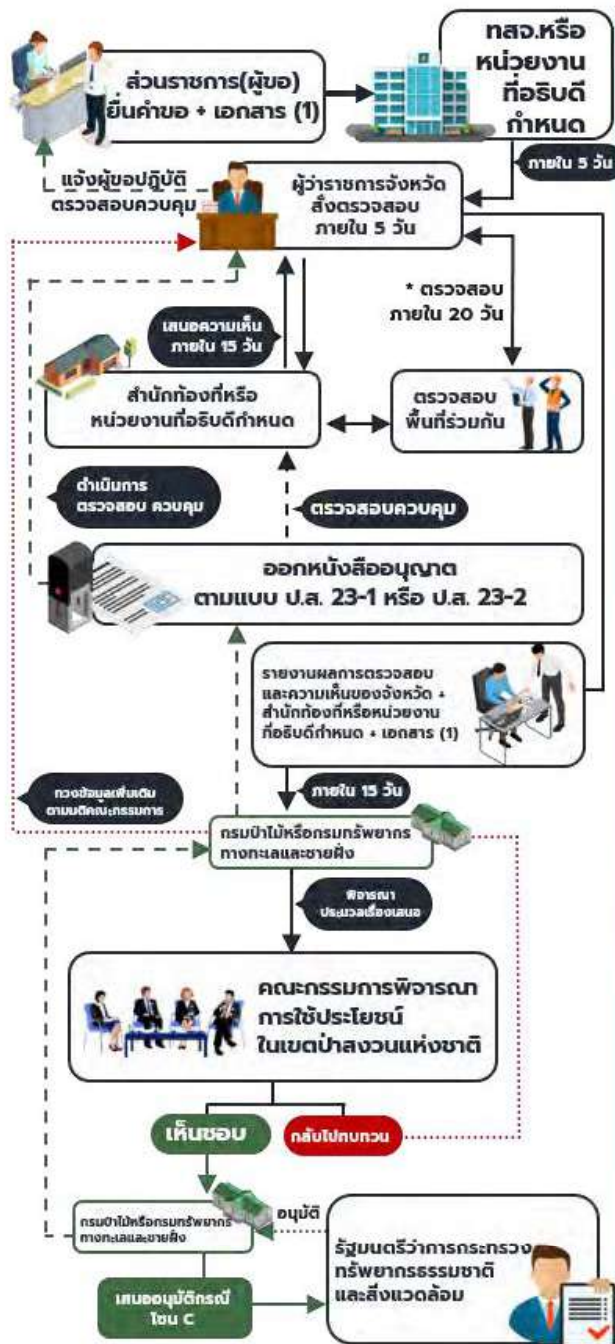 ส่วนราชการ(ผู้ขอ)
ยื่นคำขอ + เอกสาร (1)
ทสจ.หรือ
หน่วยงาน
ที่อธิบดี
กำหนด
ภายใน 5 วัน
แจ้งผู้ขอปฏิบัติ
ตรวจสอบควบคุม
ผู้ว่าราชการจังหวัด
สั่งตรวจสอบ
ภายใน 5 วัน
* ตรวจสอบ
ภายใน 20 วัน
เสนอความเห็น
ภายใน 15 วัน
สำนักท้องที่หรือ
หน่วยงานที่อธิบดีกำหนด
ตรวจสอบ
พื้นที่ร่วมกัน
ดำเนินการ
ตรวจสอบ ควบคุม
ตรวจสอบควบคุม
ออกหนังสืออนุญาต
ตามแบบ ป.ส. 23-1 หรือ ป.ส. 23-2
รายงานผลการตรวจสอบ
และความเห็นของจังหวัด +
สำนักท้องที่หรือหน่วยงาน
ที่อธิบดีกำหนด + เอกสาร (1)
ภายใน 15 วัน
ทวงข้อมูลเพิ่มเติม
ตามมติคณะกรรมการ
กรมป่าไม้หรือกรมทรัพยากร
ทางทะเลและชายฝั่ง
พิจารณา
ประมวลเรื่องเสนอ
คณะกรรมการพิจารณา
การใช้ประโยชน์
ในเขตป่าสงวนแห่งชาติ
เห็นชอบ
กลับไปทบทวน
กรมป่าไม้หรือกรมทรัพยากร
ทางทะเลและชายฝั่ง
อนุมัติ
รัฐมนตรีว่าการกระทรวง
ทรัพยากรธรรมชาติ
และสิ่งแวดล้อม
เสนออนุมัติกรณี
โซน C